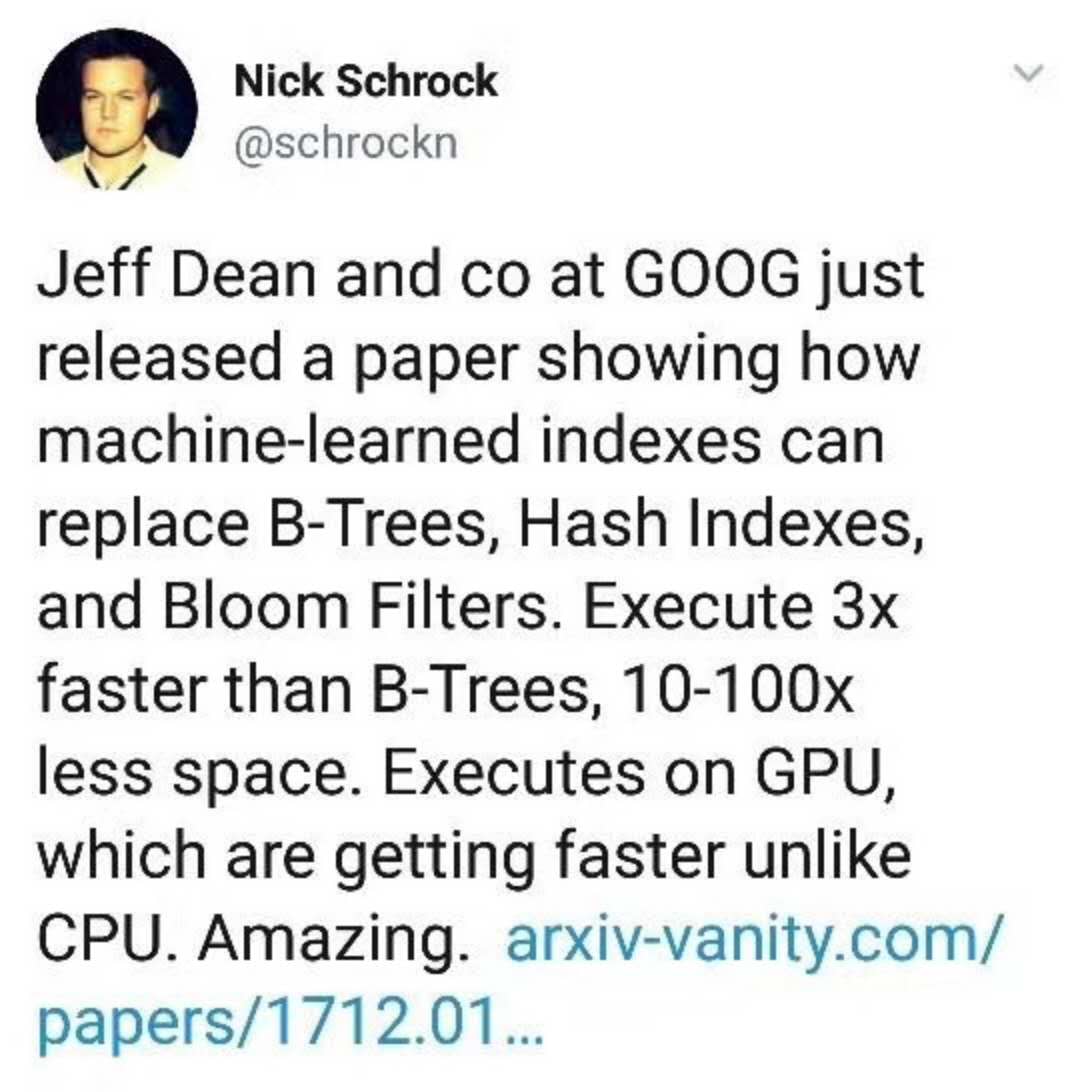 Nick Schrock
@schrockn
Jeff Dean and co at GOOG just
released a paper showing how
machine-learned indexes can
replace B-Trees, Hash Indexes,
and Bloom Filters. Execute 3x
faster than B-Trees, 10-100x
less space. Executes on GPU,
which are getting faster unlike
CPU. Amazing. arxiv-vanity.com/
papers/1712.01…